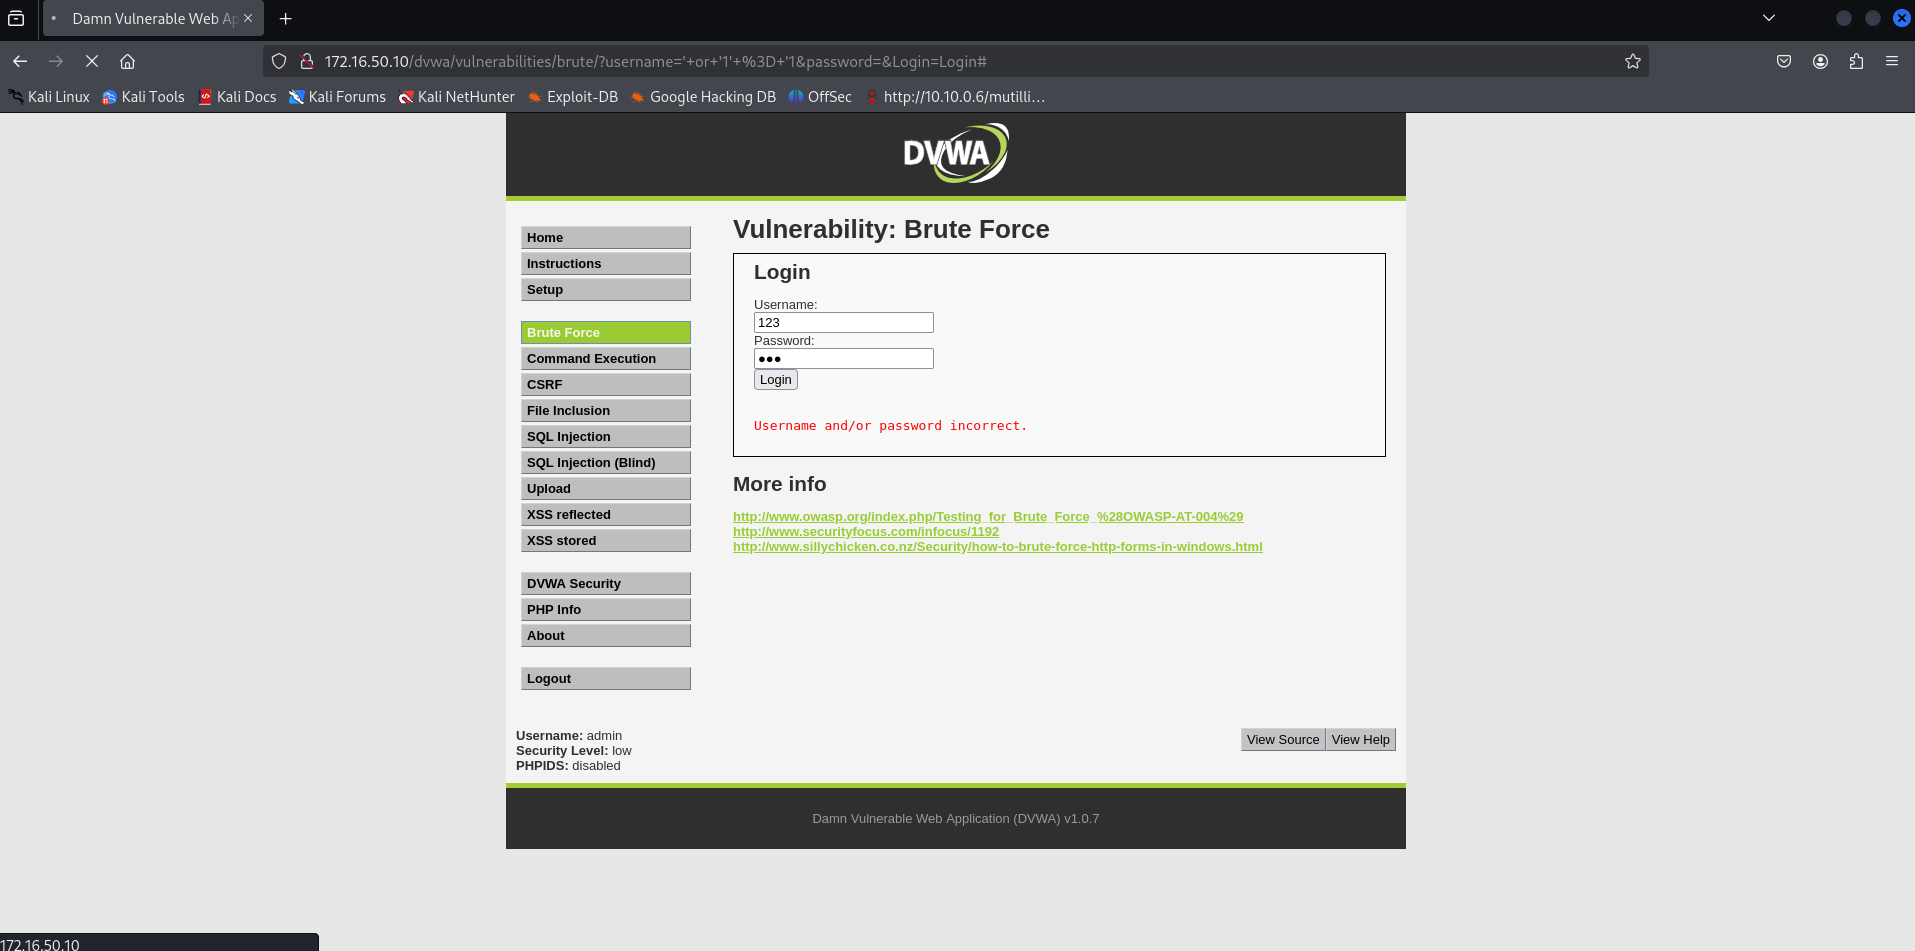 Damn Vulnerable Web Ap
172.16.50.10/dvwa/vulnerabilities/brute/?username='+or+'1'+%3D+'1&password=&Login=Login#
Kali Linux Kali Tools Kali Docs Kali Forums Kali NetHunter Exploit-DB Google Hacking DB OffSec http://10.10.0.6/mutilli…
DVWA
Home
Instructions
Setup
Brute Force
Command Execution
CSRF
File Inclusion
SQL Injection
SQL Injection (Blind)
Upload
XSS reflected
XSS stored
DVWA Security
PHP Info
About
Logout
Vulnerability: Brute Force
Login
Username:
123
Password:
●●●
Login
Username and/or password incorrect.
More info
http://www.owasp.org/index.php/Testing_for_Brute_Force_%28OWASP-AT-004%29
http://www.securityfocus.com/infocus/1192
http://www.sillychicken.co.nz/Security/how-to-brute-force-http-forms-in-windows.html
Username: admin
Security Level: low
PHPIDS: disabled
View Source View Help
Damn Vulnerable Web Application (DVWA) v1.0.7
172.16.50.10